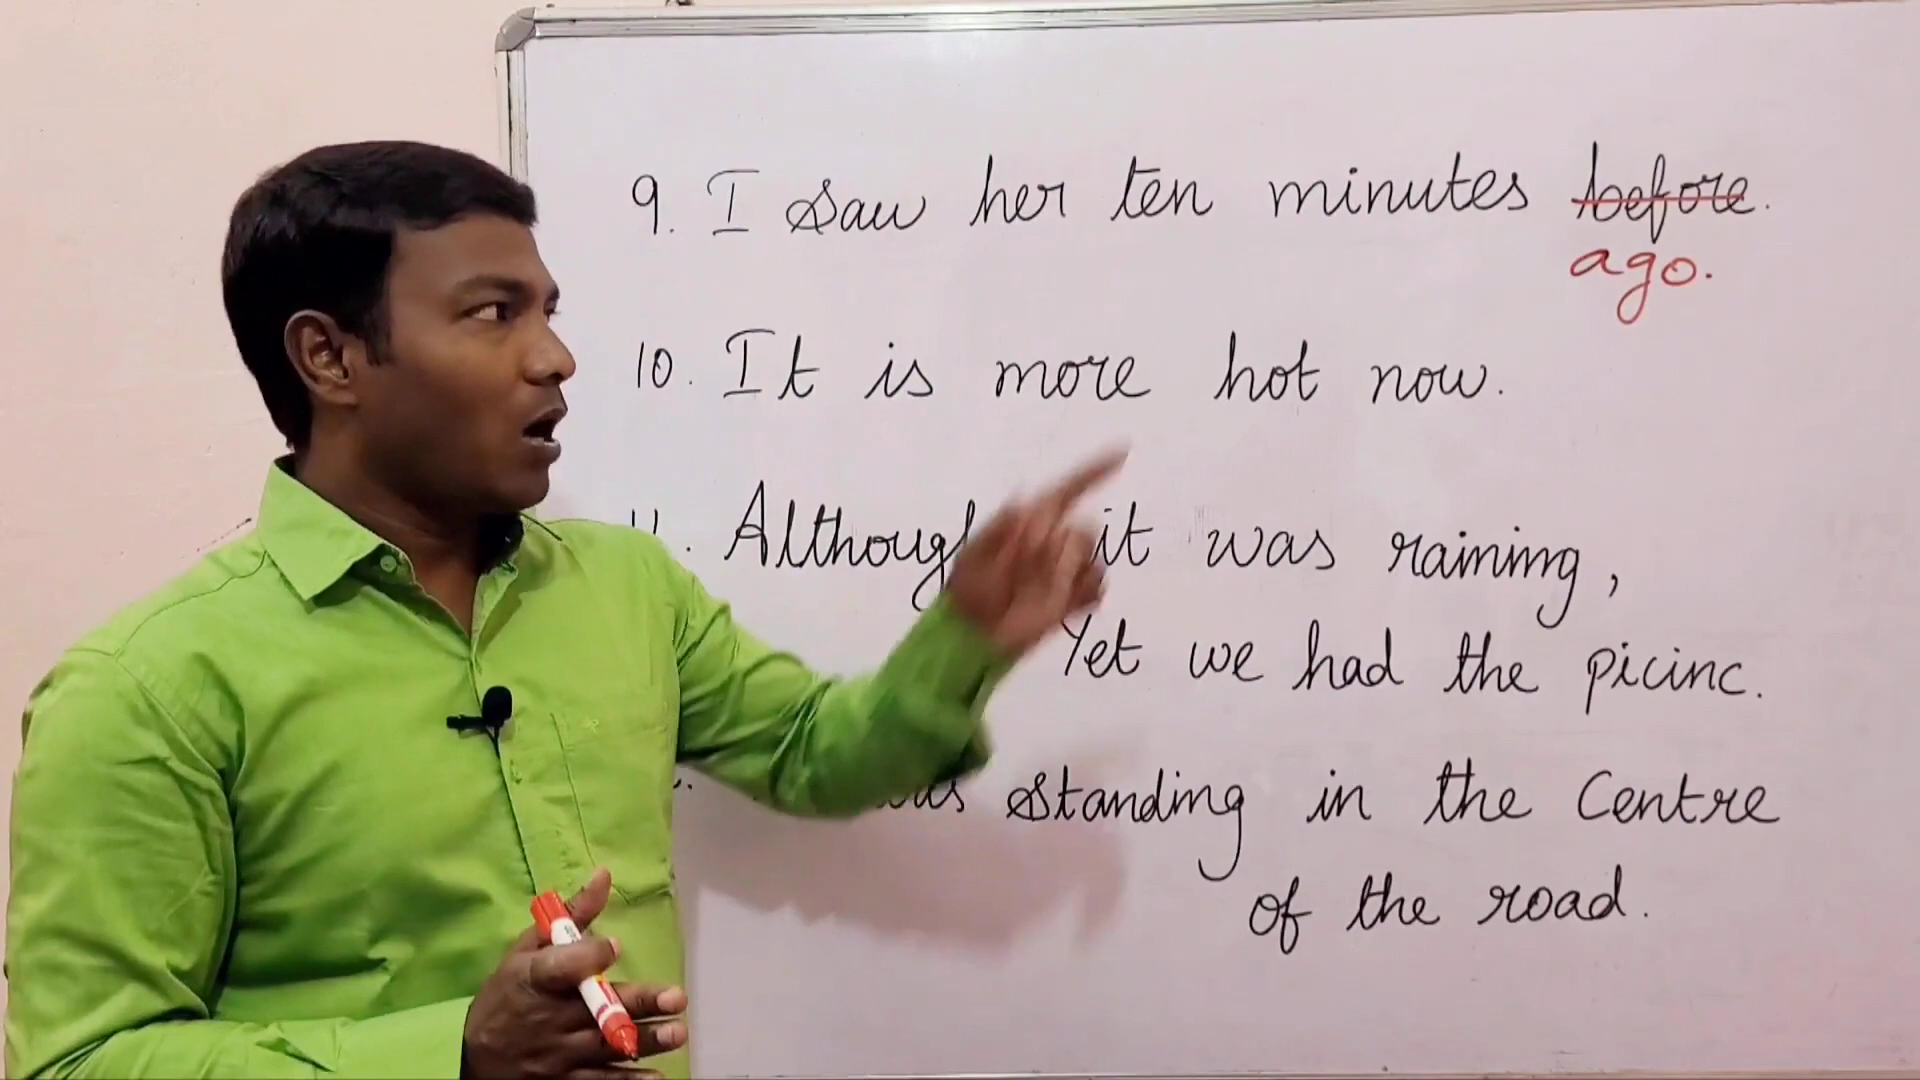 9. I saw her ten minutes before.
ago.
10. It is more hot now.
Although it was raining,
Yet we had the picinc.
standing in the Centre
of the road.